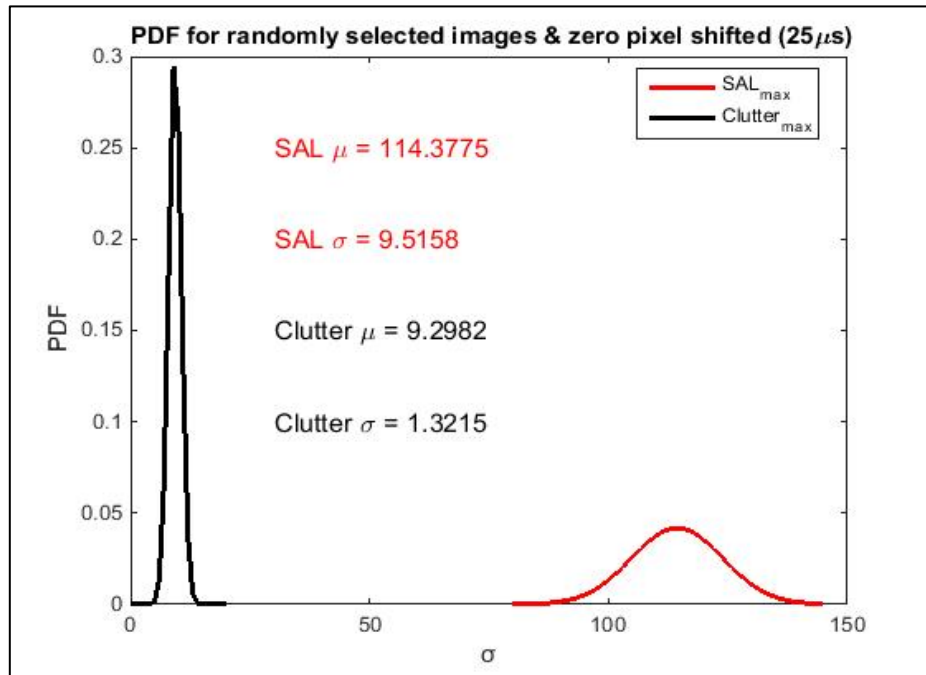 PDF for randomly selected images & zero pixel shifted (25μs)
0.3
0.25
0.2
0.15
0.1
0.05
0
PDF
SAL_max
Clutter_max
SAL μ = 114.3775
SAL σ = 9.5158
Clutter μ = 9.2982
Clutter σ = 1.3215
0 50 100 150
σ